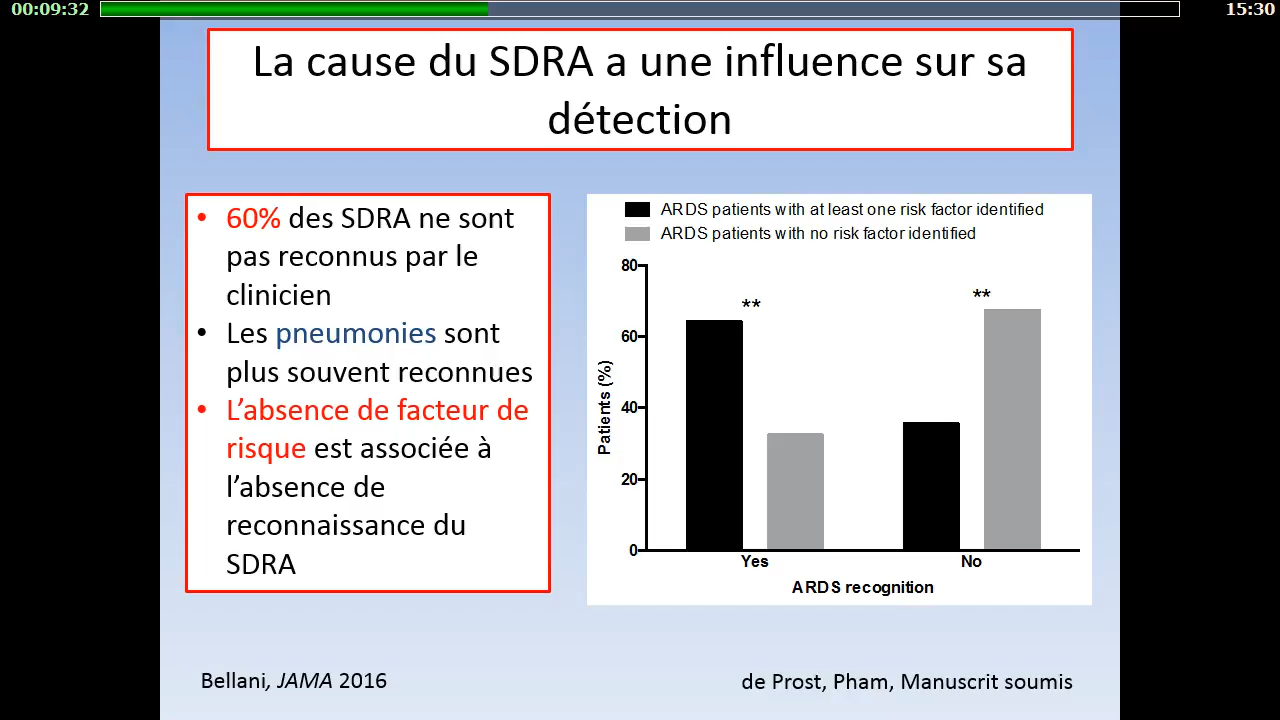 00:09:32
15:30
La cause du SDRA a une influence sur sa
détection
• 60% des SDRA ne sont
pas reconnus par le
clinicien
• Les pneumonies sont
plus souvent reconnues
• L’absence de facteur de
risque est associée à
l’absence de
reconnaissance du
SDRA
ARDS patients with at least one risk factor identified
ARDS patients with no risk factor identified
80
60
40
20
0
Patients (%)
**
**
Yes
No
ARDS recognition
Bellani, JAMA 2016
de Prost, Pham, Manuscrit soumis